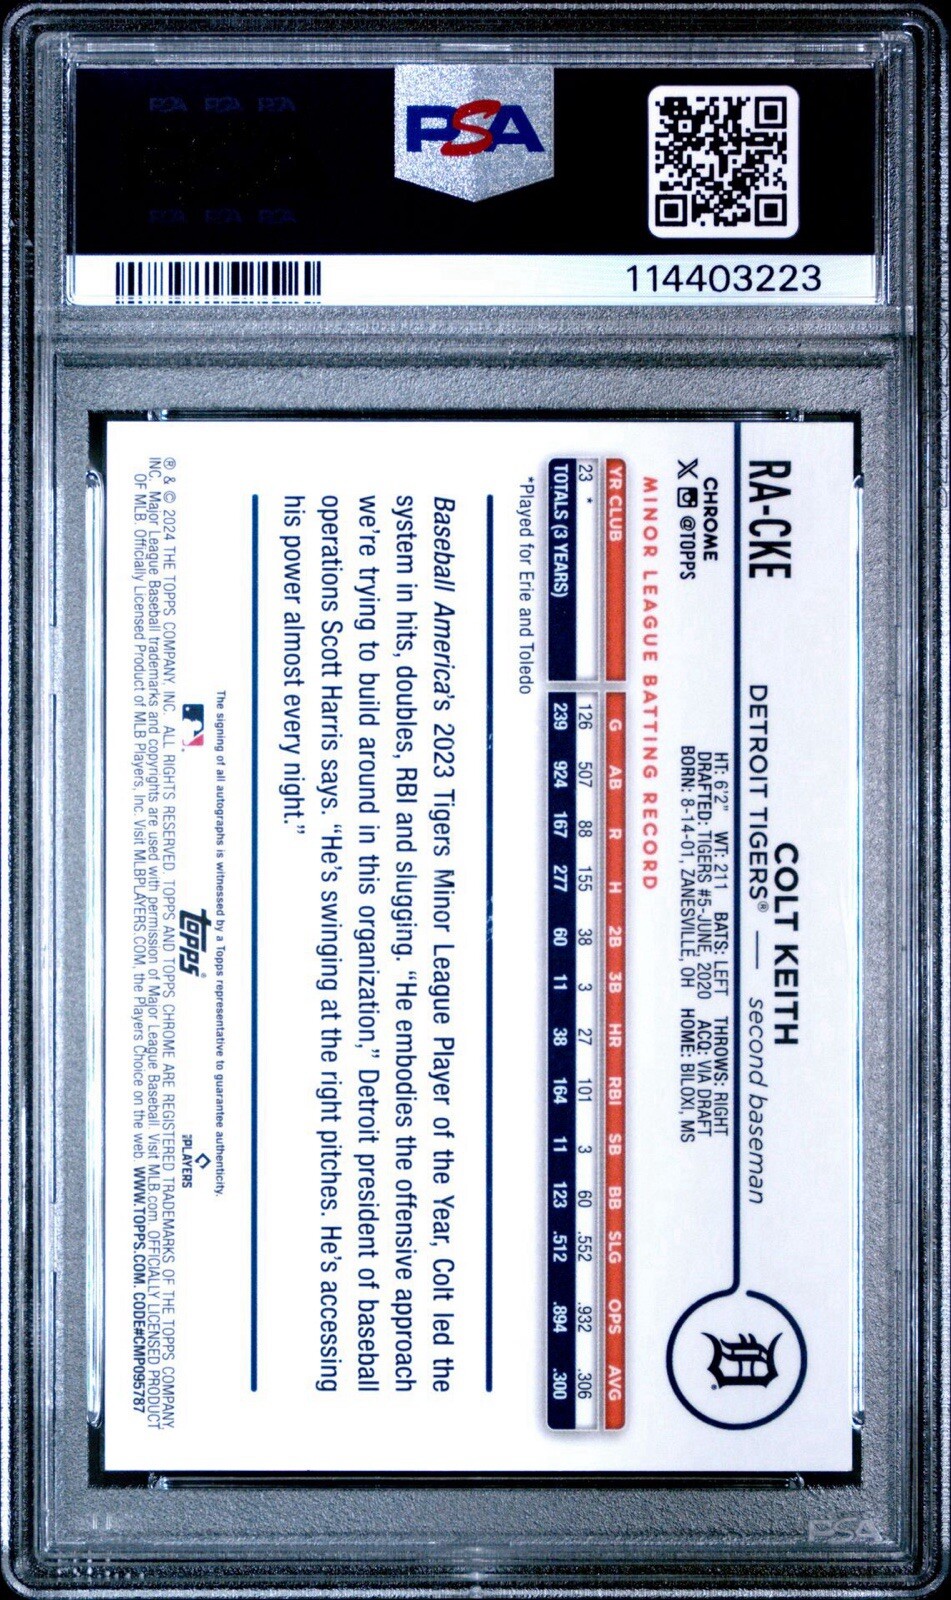 PSA PSA PSA
PSA
PSA PSA PSA
114403223
RA-CKE
COLT KEITH
DETROIT TIGERS® — second baseman
CHROME
X @TOPPS
HT: 6'2" WT: 211 BATS: LEFT THROWS: RIGHT
DRAFTED: TIGERS #5-JUNE, 2020 ACQ: VIA DRAFT
BORN: 8-14-01, ZANESVILLE, OH HOME: BILOXI, MS
D
MINOR LEAGUE BATTING RECORD
YR CLUB G AB R H 2B 3B HR RBI SB BB SLG OPS AVG
23 * 126 507 88 155 38 3 27 101 3 60 .552 .932 .306
TOTALS (3 YEARS) 239 924 167 277 60 11 38 164 11 123 .512 .894 .300
*Played for Erie and Toledo
Baseball America's 2023 Tigers Minor League Player of the Year, Colt led the
system in hits, doubles, RBI and slugging. “He embodies the offensive approach
we're trying to build around in this organization,” Detroit president of baseball
operations Scott Harris says. “He's swinging at the right pitches. He's accessing
his power almost every night.”
The signing of all autographs is witnessed by a Topps representative to guarantee authenticity.
topps®
PLAYERS
® & © 2024 THE TOPPS COMPANY, INC. ALL RIGHTS RESERVED. TOPPS AND TOPPS CHROME ARE REGISTERED TRADEMARKS OF THE TOPPS COMPANY,
INC. Major League Baseball trademarks and copyrights are used with permission of Major League Baseball. Visit MLB.com. OFFICIALLY LICENSED PRODUCT
OF MLB. Officially Licensed Product of MLB Players, Inc. Visit MLBPLAYERS.COM, the Players Choice on the web. WWW.TOPPS.COM. CODE#CMP095787
PSA